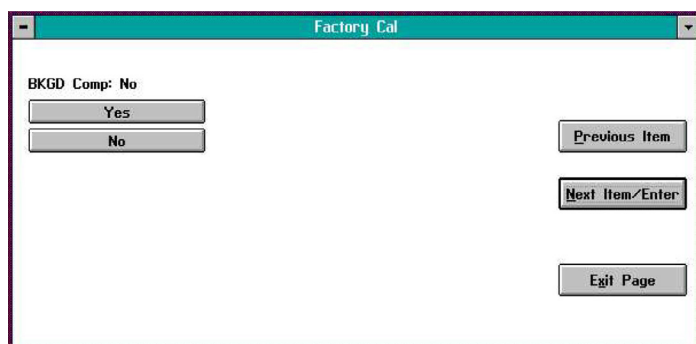 Factory Cal
BKGD Comp: No
Yes
No
Previous Item
Next Item/Enter
Exit Page